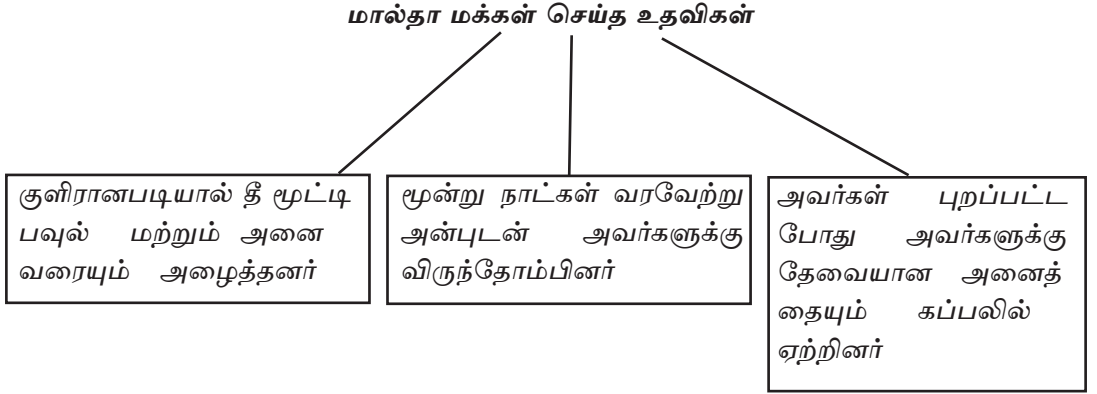 மால்தா மக்கள் செய்த உதவிகள்
குளிரானபடியால் தீ மூட்டி
பவுல் மற்றும் அனை
வரையும் அழைத்தனர்
மூன்று நாட்கள் வரவேற்று
அன்புடன் அவர்களுக்கு
விருந்தோம்பினர்
அவர்கள் புறப்பட்ட
போது அவர்களுக்கு
தேவையான அனைத்
தையும் கப்பலில்
ஏற்றினர்